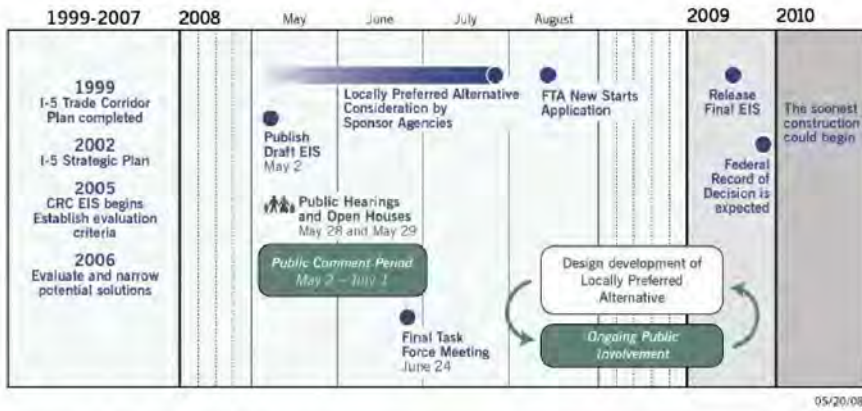 1999-2007
2008
May
June
July
August
2009
2010
1999
I-5 Trade Corridor
Plan completed
2002
I-5 Strategic Plan
2005
CRC EIS begins
Establish evaluation
criteria
2006
Evaluate and narrow
potential solutions
Publish
Draft EIS
May 2
Locally Preferred Alternative
Consideration by
Sponsor Agencies
FTA New Starts
Application
Public Hearings
and Open Houses
May 28 and May 29
Public Comment Period
May 2 – July 1
Final Task
Force Meeting
June 24
Design development of
Locally Preferred
Alternative
Ongoing Public
Involvement
Release
Final EIS
Federal
Record of
Decision is
expected
The soonest
construction
could begin
05/20/08